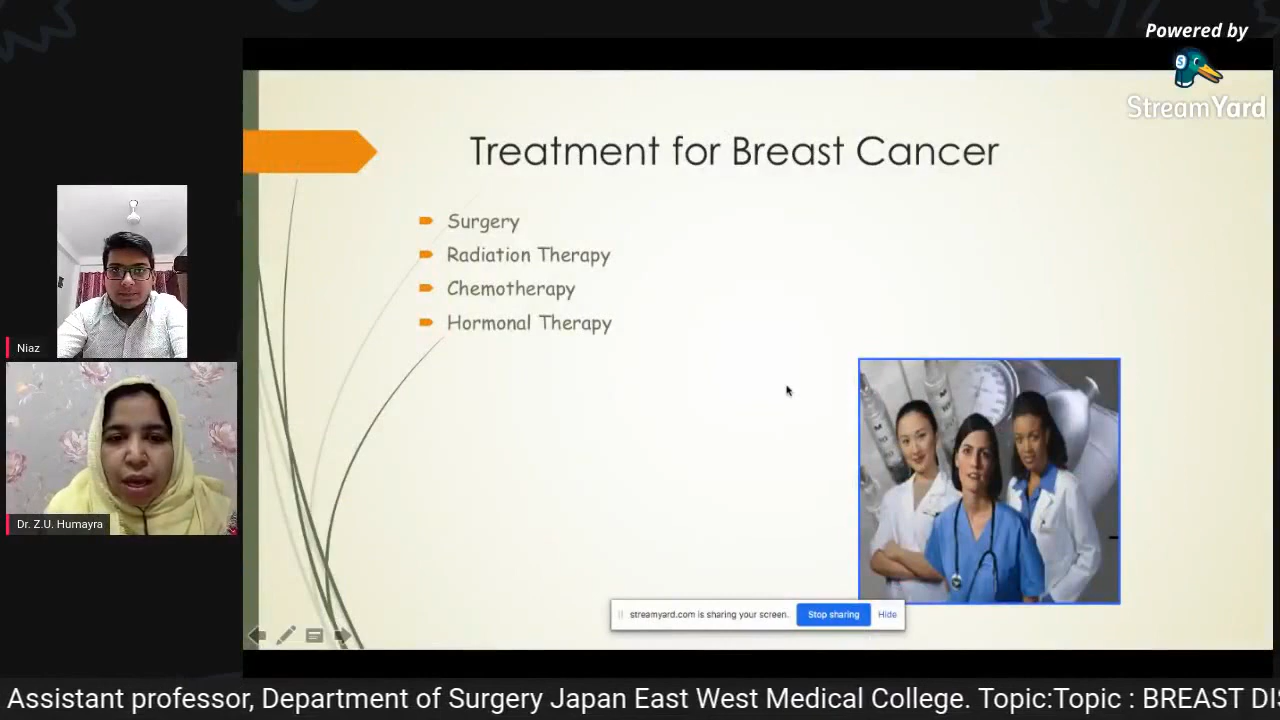 Powered by
StreamYard
Treatment for Breast Cancer
Surgery
Radiation Therapy
Chemotherapy
Hormonal Therapy
Niaz
Dr. Z.U. Humayra
streamyard.com is sharing your screen. Stop sharing Hide
Assistant professor, Department of Surgery Japan East West Medical College. Topic:Topic : BREAST